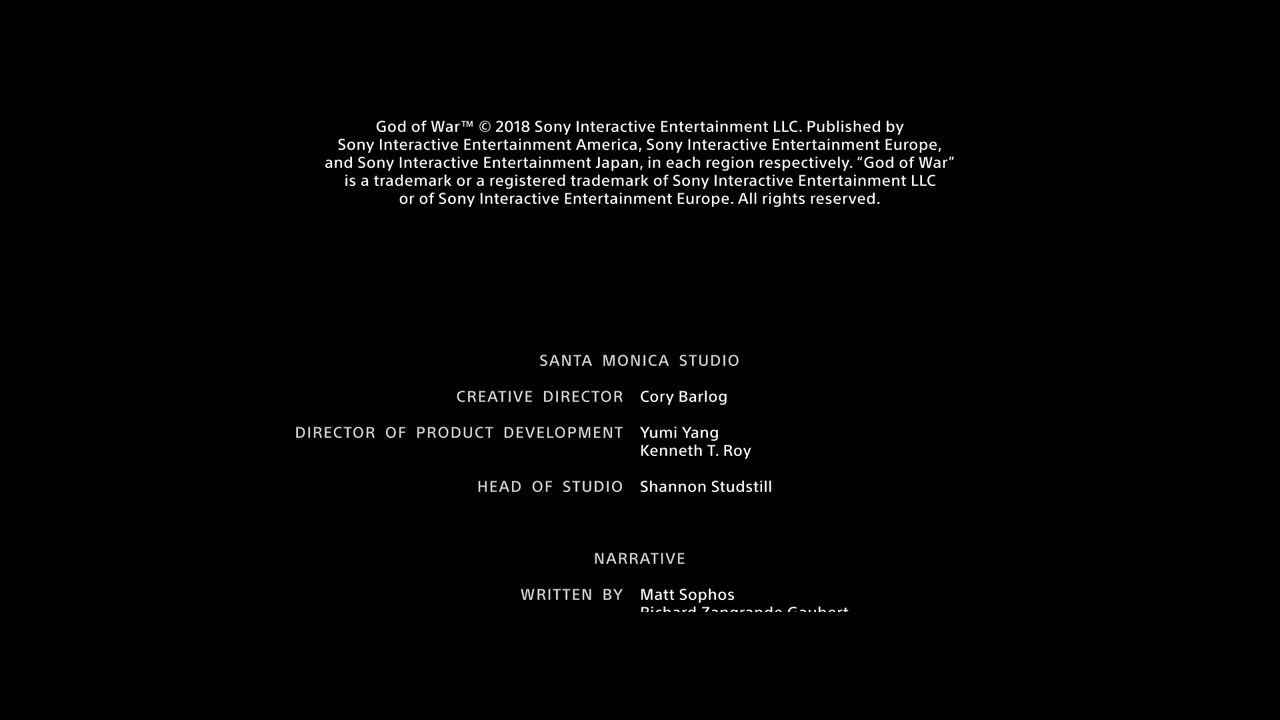 God of War™ © 2018 Sony Interactive Entertainment LLC. Published by
Sony Interactive Entertainment America, Sony Interactive Entertainment Europe,
and Sony Interactive Entertainment Japan, in each region respectively. “God of War”
is a trademark or a registered trademark of Sony Interactive Entertainment LLC
or of Sony Interactive Entertainment Europe. All rights reserved.
SANTA MONICA STUDIO
CREATIVE DIRECTOR Cory Barlog
DIRECTOR OF PRODUCT DEVELOPMENT Yumi Yang
Kenneth T. Roy
HEAD OF STUDIO Shannon Studstill
NARRATIVE
WRITTEN BY Matt Sophos
Richard Zangrande Gaubert